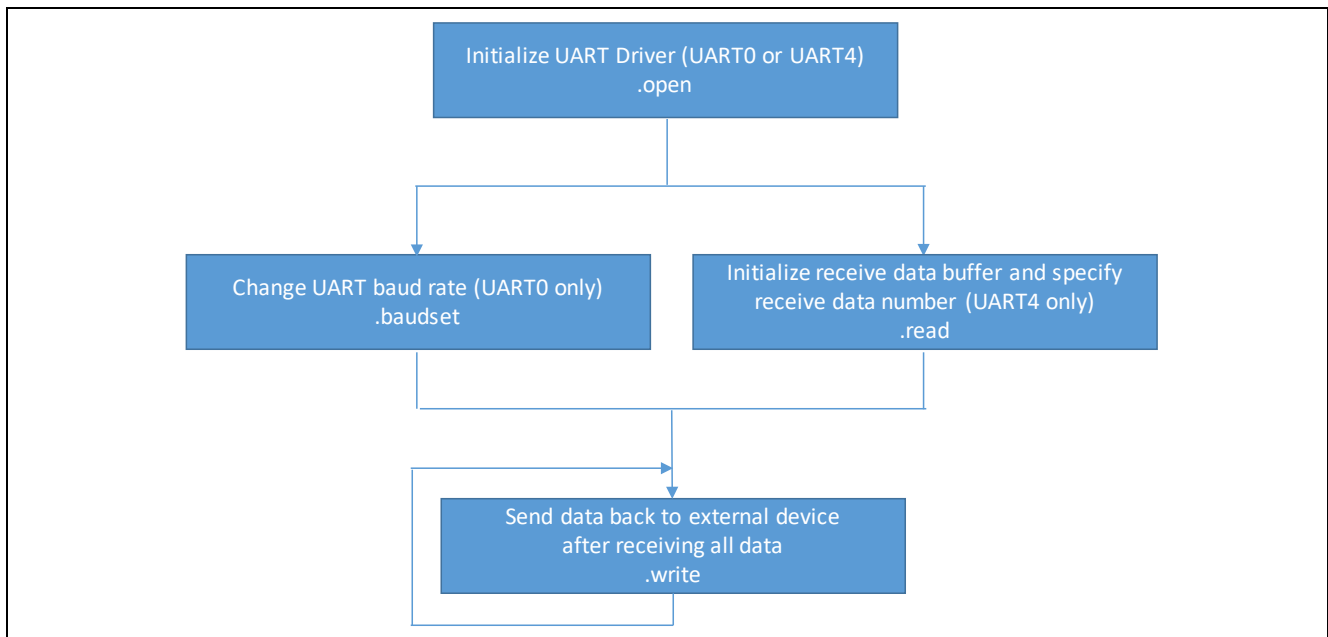 Initialize UART Driver (UART0 or UART4)
.open
Change UART baud rate (UART0 only)
.baudset
Initialize receive data buffer and specify
receive data number (UART4 only)
.read
Send data back to external device
after receiving all data
.write